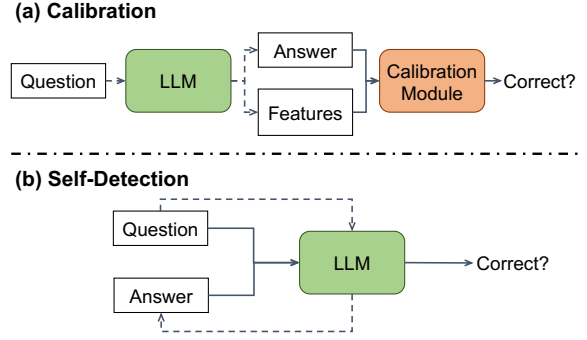 (a) Calibration
Question
LLM
Answer
Features
Calibration
Module
Correct?
(b) Self-Detection
Question
Answer
LLM
Correct?